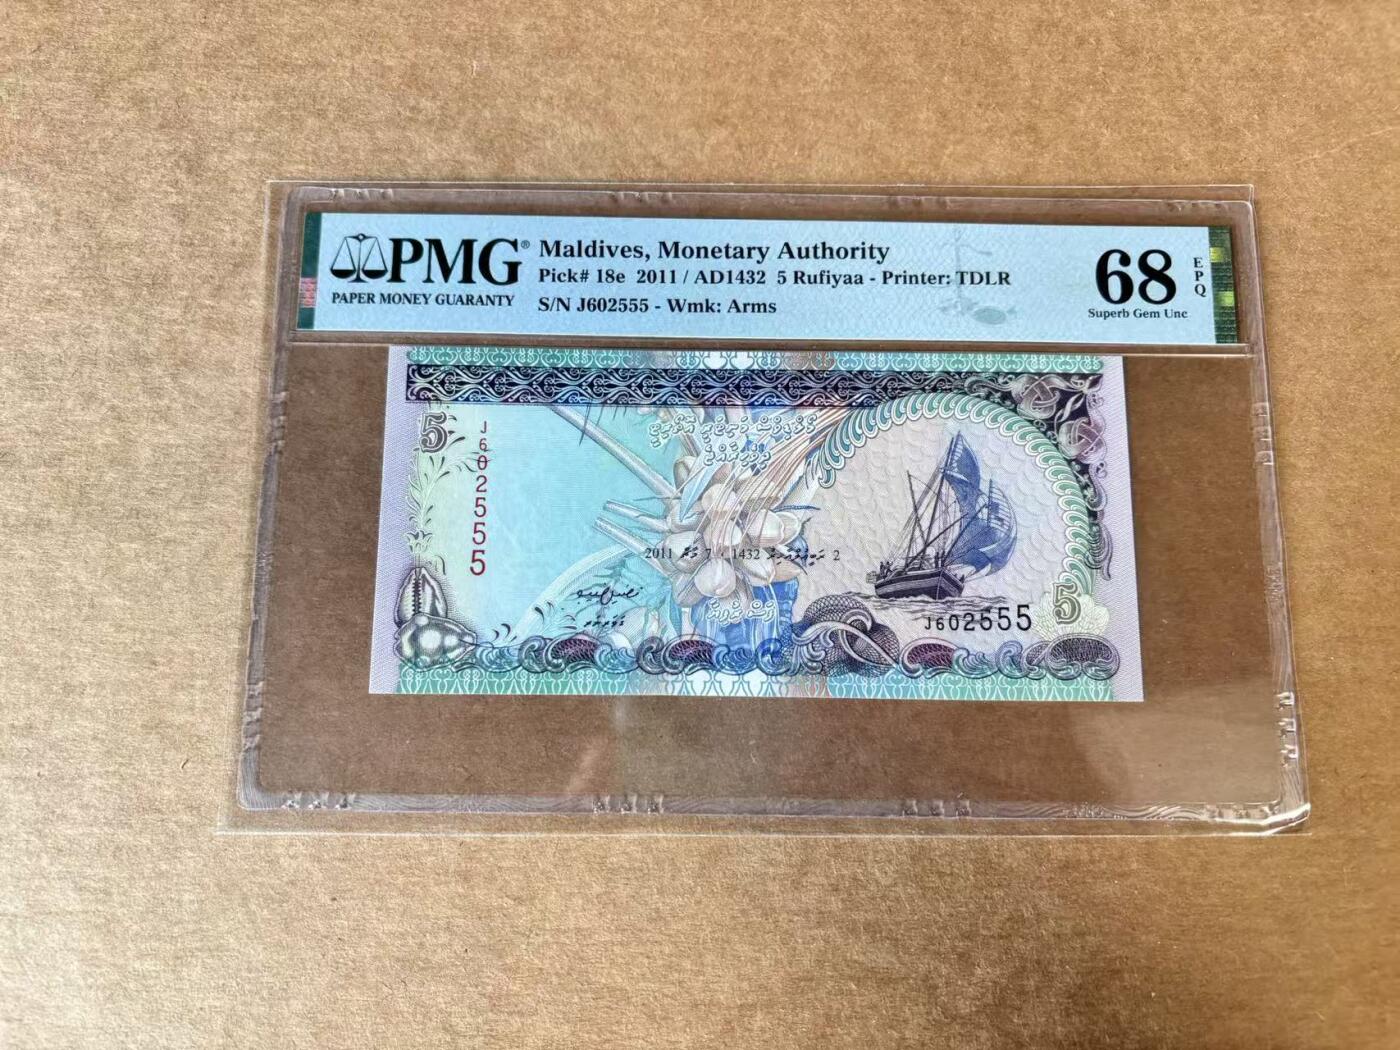 PMG®
PAPER MONEY GUARANTY
Maldives, Monetary Authority
Pick# 18e 2011 / AD1432 5 Rufiyaa - Printer: TDLR
S/N J602555 - Wmk: Arms
68
EPQ
Superb Gem Unc
5
J602555
2011
7
1432
2
J602555
5